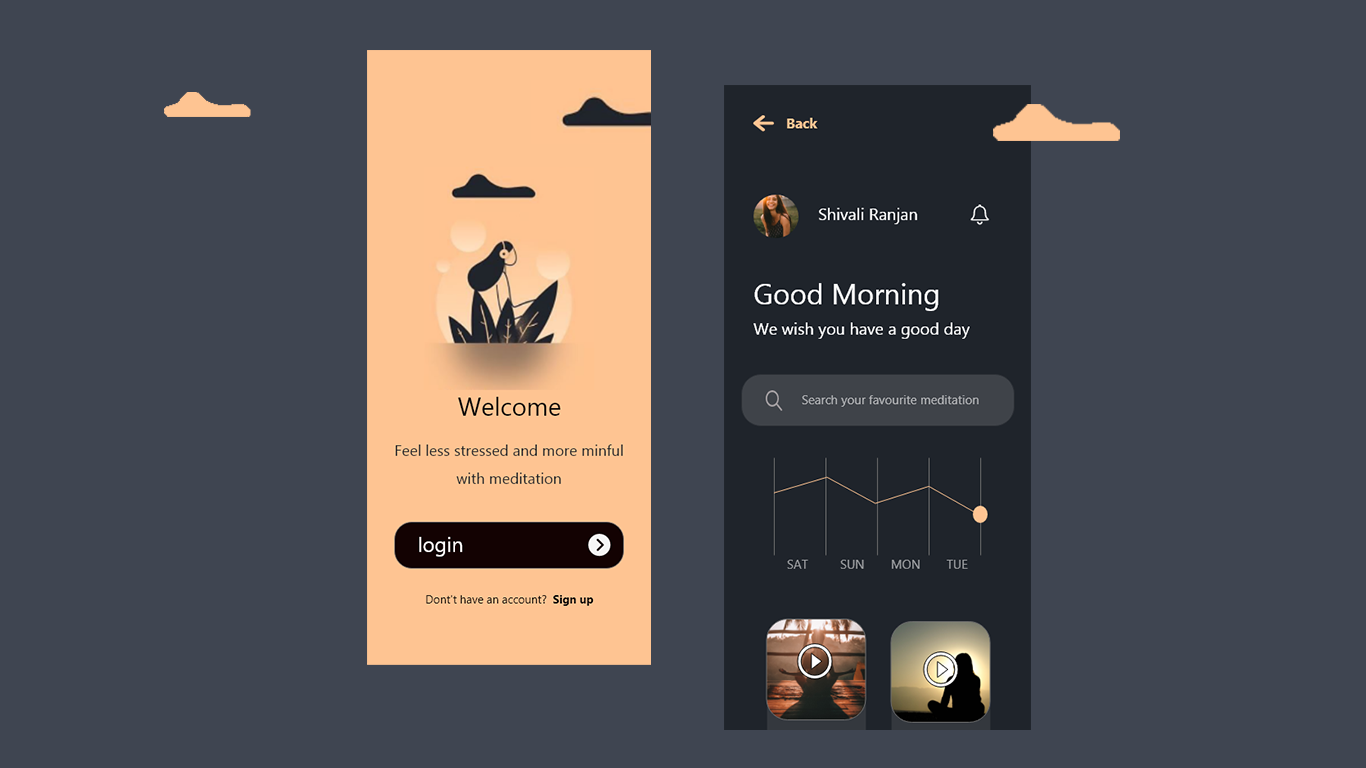 Welcome
Feel less stressed and more minful
with meditation
login
Dont't have an account? Sign up
Back
Shivali Ranjan
Good Morning
We wish you have a good day
Search your favourite meditation
SAT SUN MON TUE